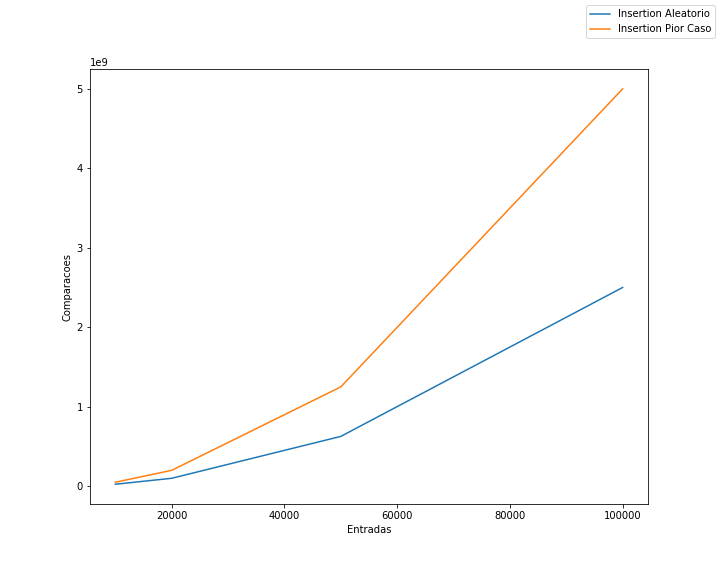 Insertion Aleatorio
Insertion Pior Caso
1e9
5
4
3
2
1
0
Comparacoes
20000 40000 60000 80000 100000
Entradas